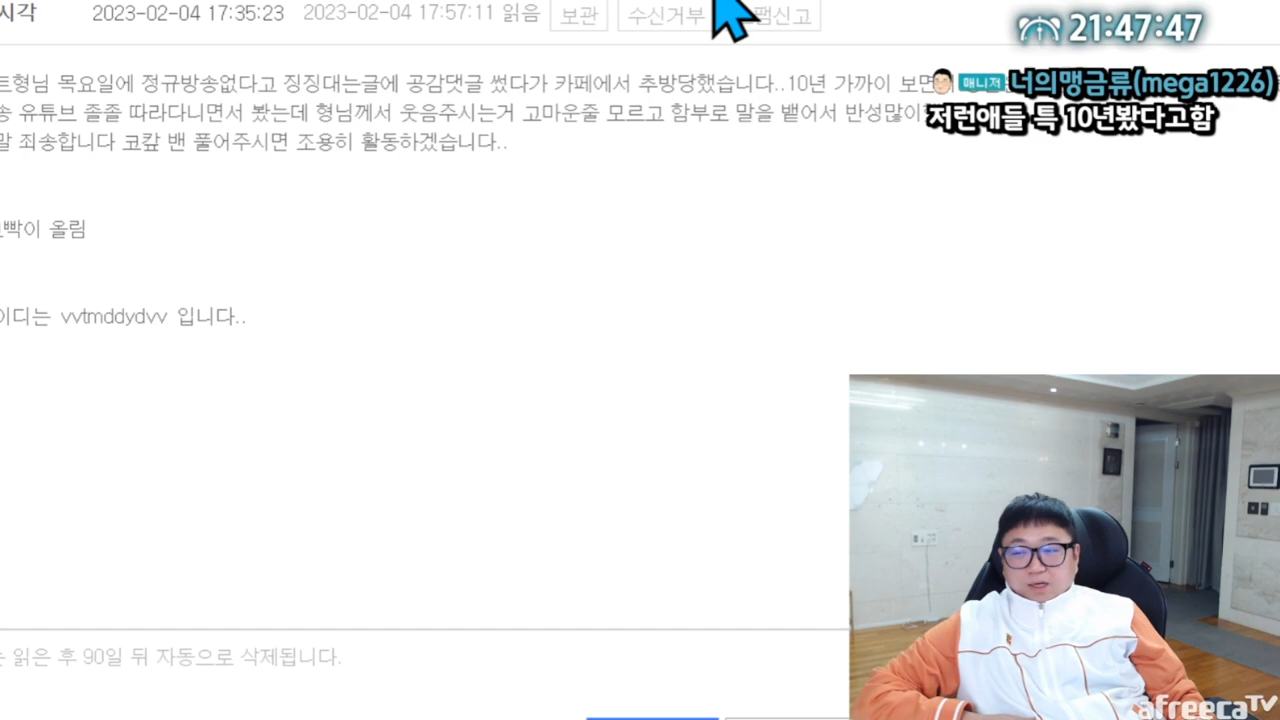 시각 2023-02-04 17:35:23 2023-02-04 17:57:11 읽음 보관 수신거부 팸신고
21:47:47
트형님 목요일에 정규방송없다고 징징대는글에 공감댓글 썼다가 카페에서 추방당했습니다..10년 가까이 보면
송 유튜브 졸졸 따라다니면서 봤는데 형님께서 웃음주시는거 고마운줄 모르고 함부로 말을 뱉어서 반성많이
말 죄송합니다 코캎 밴 풀어주시면 조용히 활동하겠습니다..
매니저 너의맹금류(mega1226)
저런애들 특 10년봤다고함
빡이 올림
이디는 vvtmddydvv 입니다..
는 읽은 후 90일 뒤 자동으로 삭제됩니다.
afreecaTV